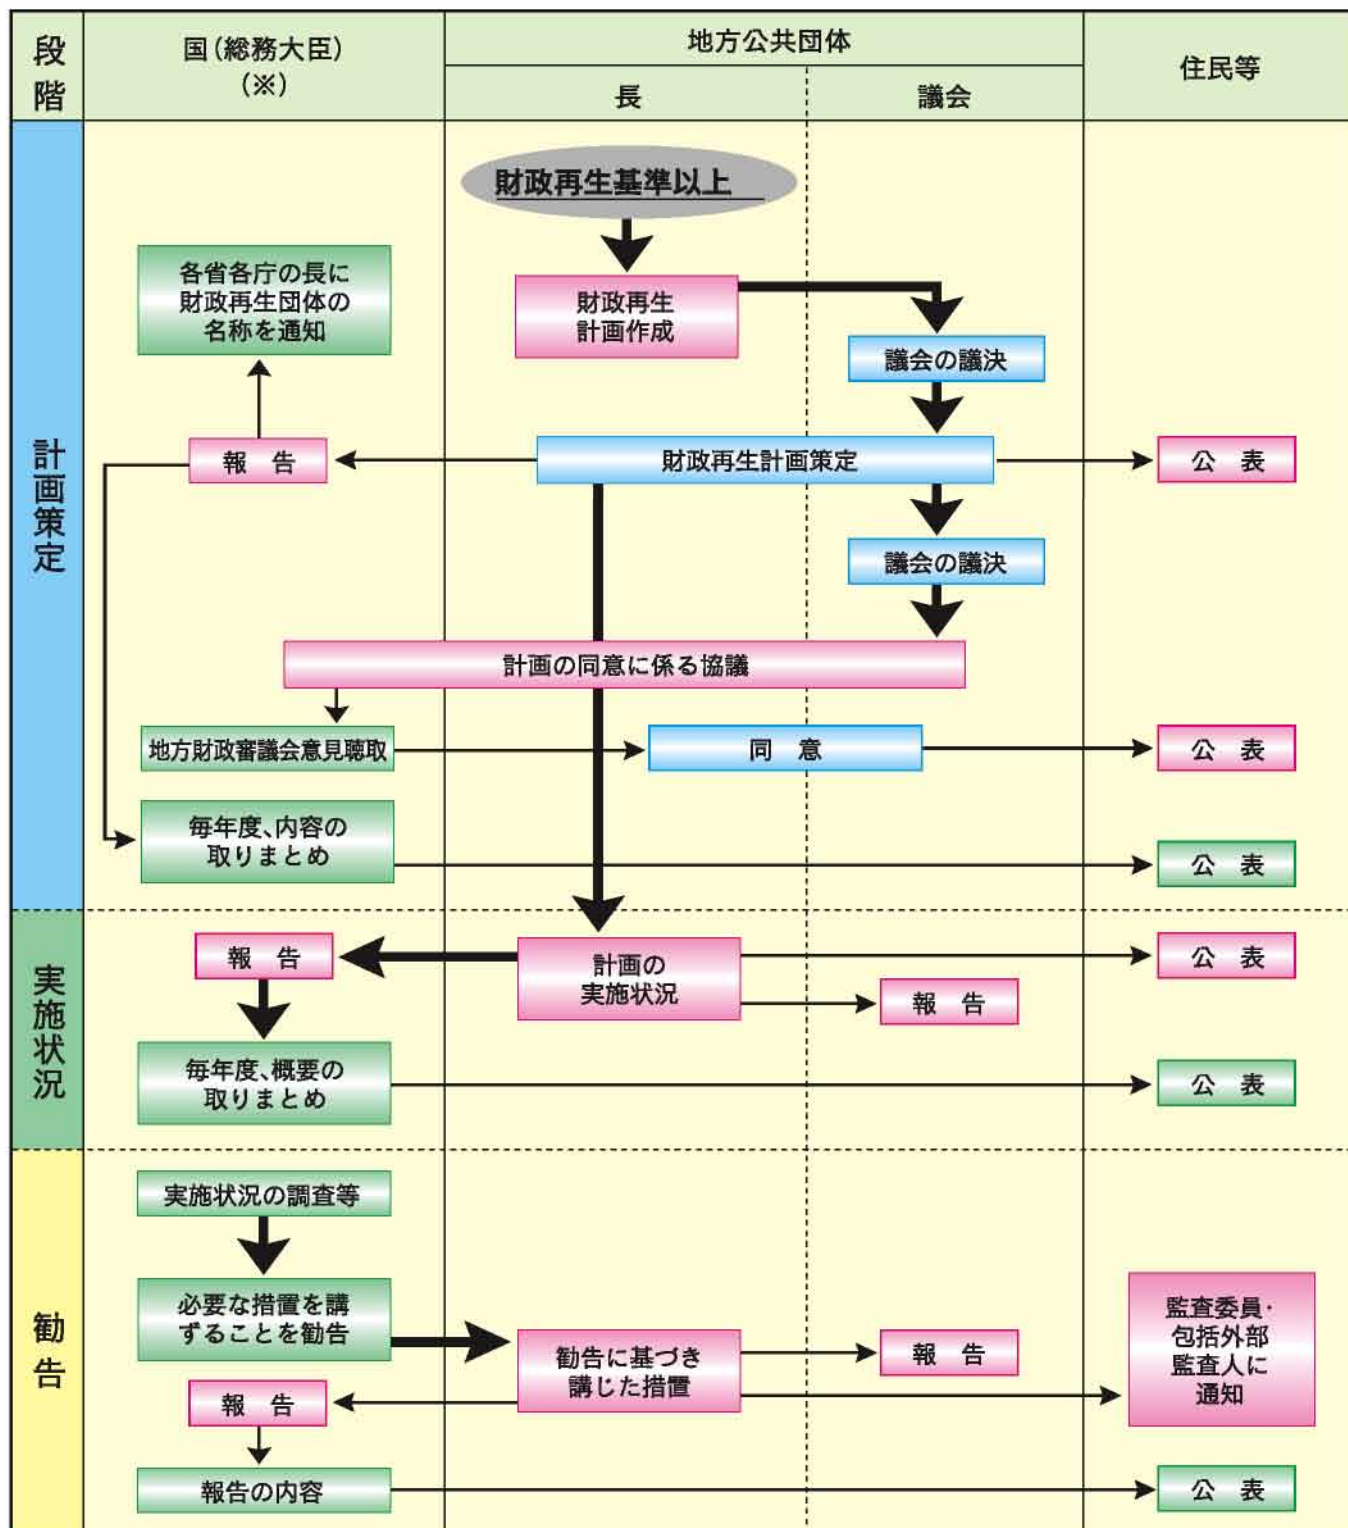 段階
国(総務大臣)
(※)
地方公共団体
長
議会
住民等
計画策定
財政再生基準以上
各省各庁の長に
財政再生団体の
名称を通知
財政再生
計画作成
議会の議決
報 告
財政再生計画策定
公 表
議会の議決
計画の同意に係る協議
地方財政審議会意見聴取
同 意
公 表
毎年度、内容の
取りまとめ
公 表
実施状況
報 告
計画の
実施状況
公 表
報 告
毎年度、概要の
取りまとめ
公 表
勧告
実施状況の調査等
必要な措置を講
ずることを勧告
勧告に基づき
講じた措置
報 告
監査委員・
包括外部
監査人に
通知
報 告
報告の内容
公 表